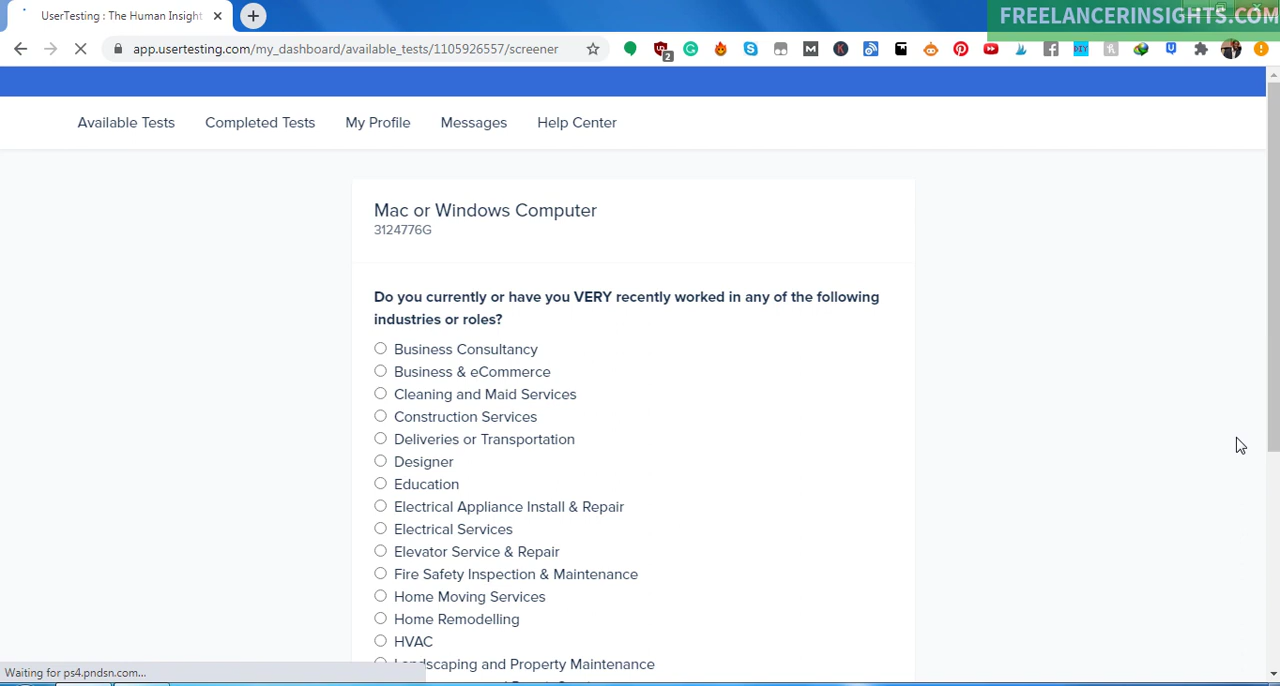 UserTesting : The Human Insight
FREELANCERINSIGHTS.COM
app.usertesting.com/my_dashboard/available_tests/1105926557/screener
2
DIY
Available Tests
Completed Tests
My Profile
Messages
Help Center
Mac or Windows Computer
3124776G
Do you currently or have you VERY recently worked in any of the following
industries or roles?
Business Consultancy
Business & eCommerce
Cleaning and Maid Services
Construction Services
Deliveries or Transportation
Designer
Education
Electrical Appliance Install & Repair
Electrical Services
Elevator Service & Repair
Fire Safety Inspection & Maintenance
Home Moving Services
Home Remodelling
HVAC
Landscaping and Property Maintenance
Waiting for ps4.pndsn.com...